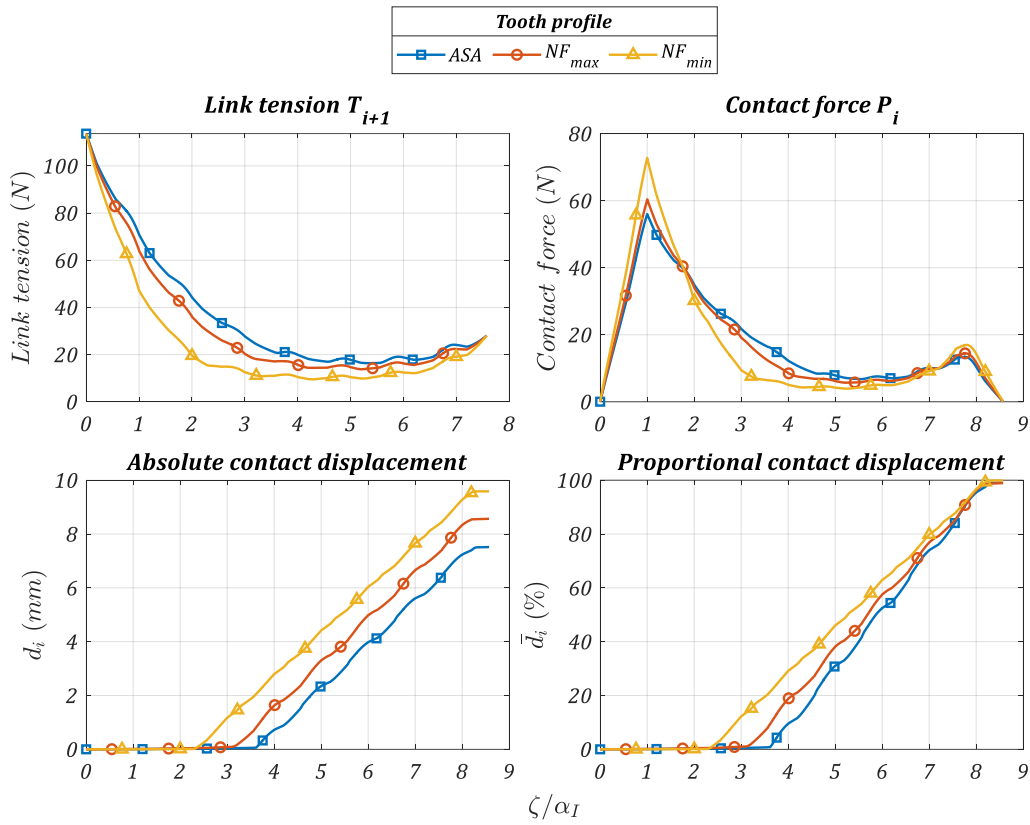 Tooth profile
ASA NF_max NF_min
Link tension T_{i+1}
Contact force P_i
Link tension (N)
0 20 40 60 80 100
0 1 2 3 4 5 6 7 8
Contact force (N)
0 20 40 60 80
0 1 2 3 4 5 6 7 8 9
Absolute contact displacement
Proportional contact displacement
d_i (mm)
0 2 4 6 8 10
0 1 2 3 4 5 6 7 8 9
d̄_i (%)
0 20 40 60 80 100
0 1 2 3 4 5 6 7 8 9
ζ/α_I